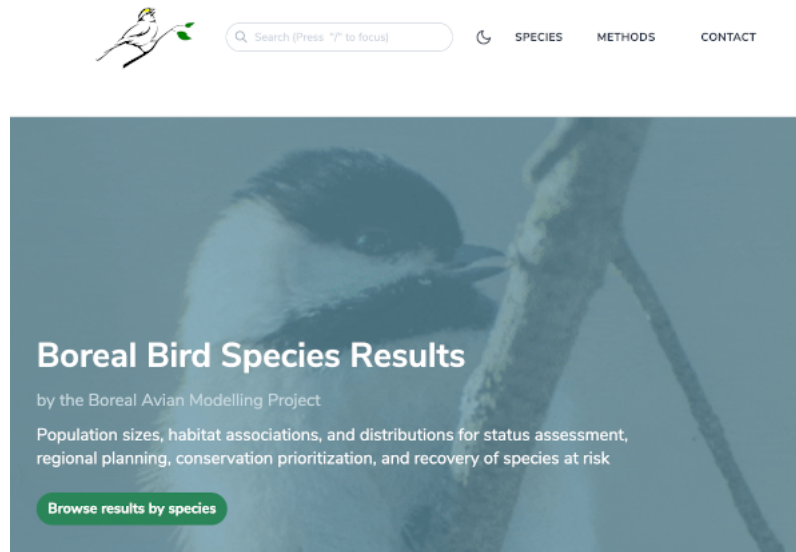 Search (Press "/" to focus)
SPECIES
METHODS
CONTACT
Boreal Bird Species Results
by the Boreal Avian Modelling Project
Population sizes, habitat associations, and distributions for status assessment,
regional planning, conservation prioritization, and recovery of species at risk
Browse results by species